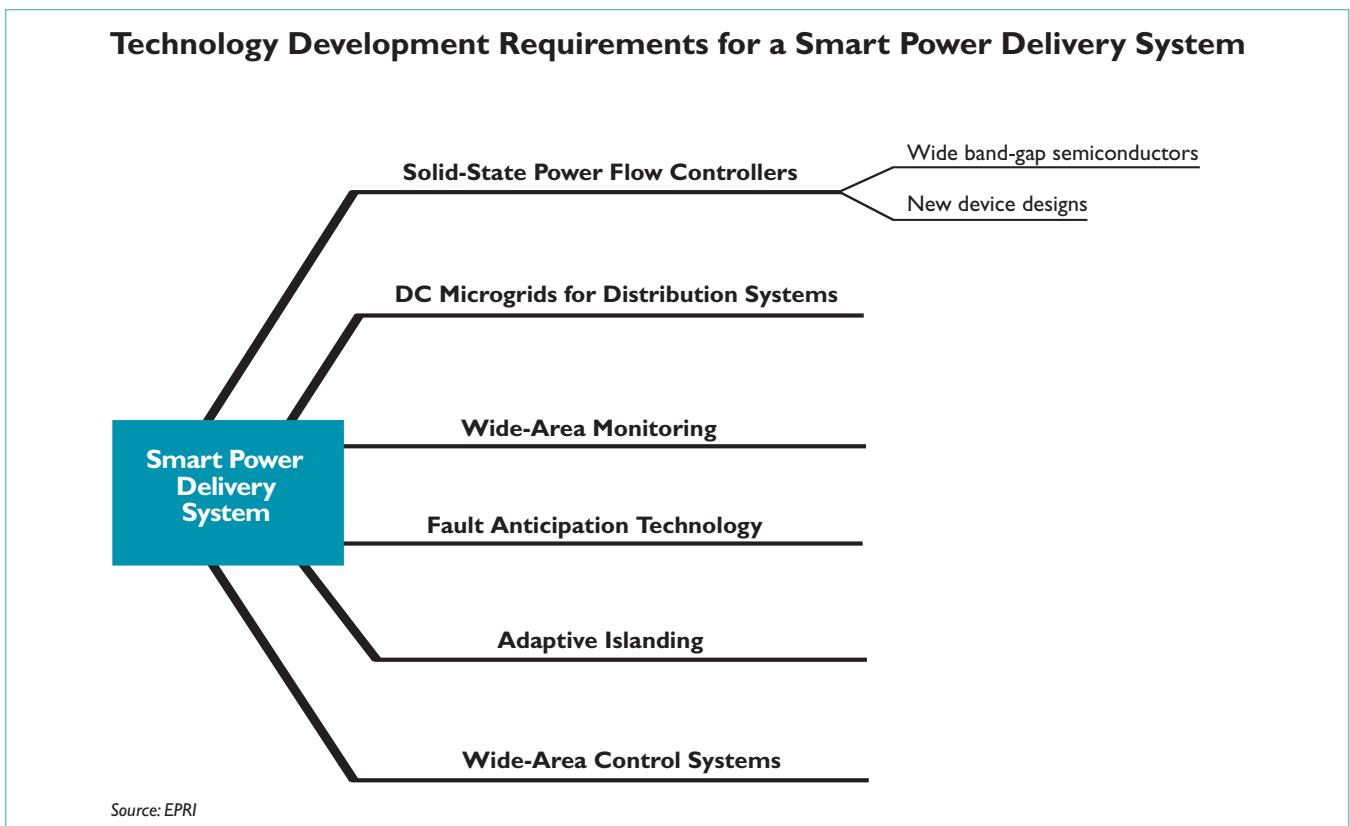 Technology Development Requirements for a Smart Power Delivery System
Wide band-gap semiconductors
Solid-State Power Flow Controllers
New device designs
DC Microgrids for Distribution Systems
Wide-Area Monitoring
Smart Power
Delivery
System
Fault Anticipation Technology
Adaptive Islanding
Wide-Area Control Systems
Source: EPRI